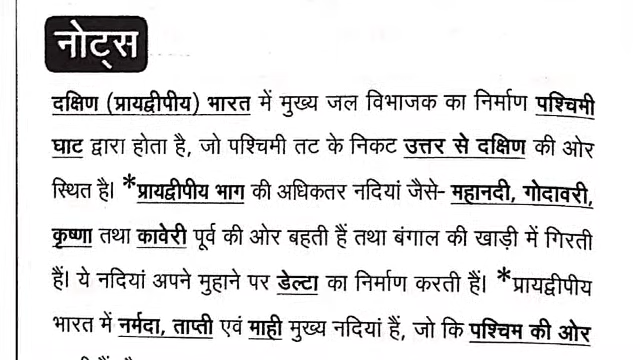 नोट्स
दक्षिण (प्रायद्वीपीय) भारत में मुख्य जल विभाजक का निर्माण पश्चिमी
घाट द्वारा होता है, जो पश्चिमी तट के निकट उत्तर से दक्षिण की ओर
स्थित है। *प्रायद्वीपीय भाग की अधिकतर नदियां जैसे- महानदी, गोदावरी,
कृष्णा तथा कावेरी पूर्व की ओर बहती हैं तथा बंगाल की खाड़ी में गिरती
हैं। ये नदियां अपने मुहाने पर डेल्टा का निर्माण करती हैं। *प्रायद्वीपीय
भारत में नर्मदा, ताप्ती एवं माही मुख्य नदियां हैं, जो कि पश्चिम की ओर